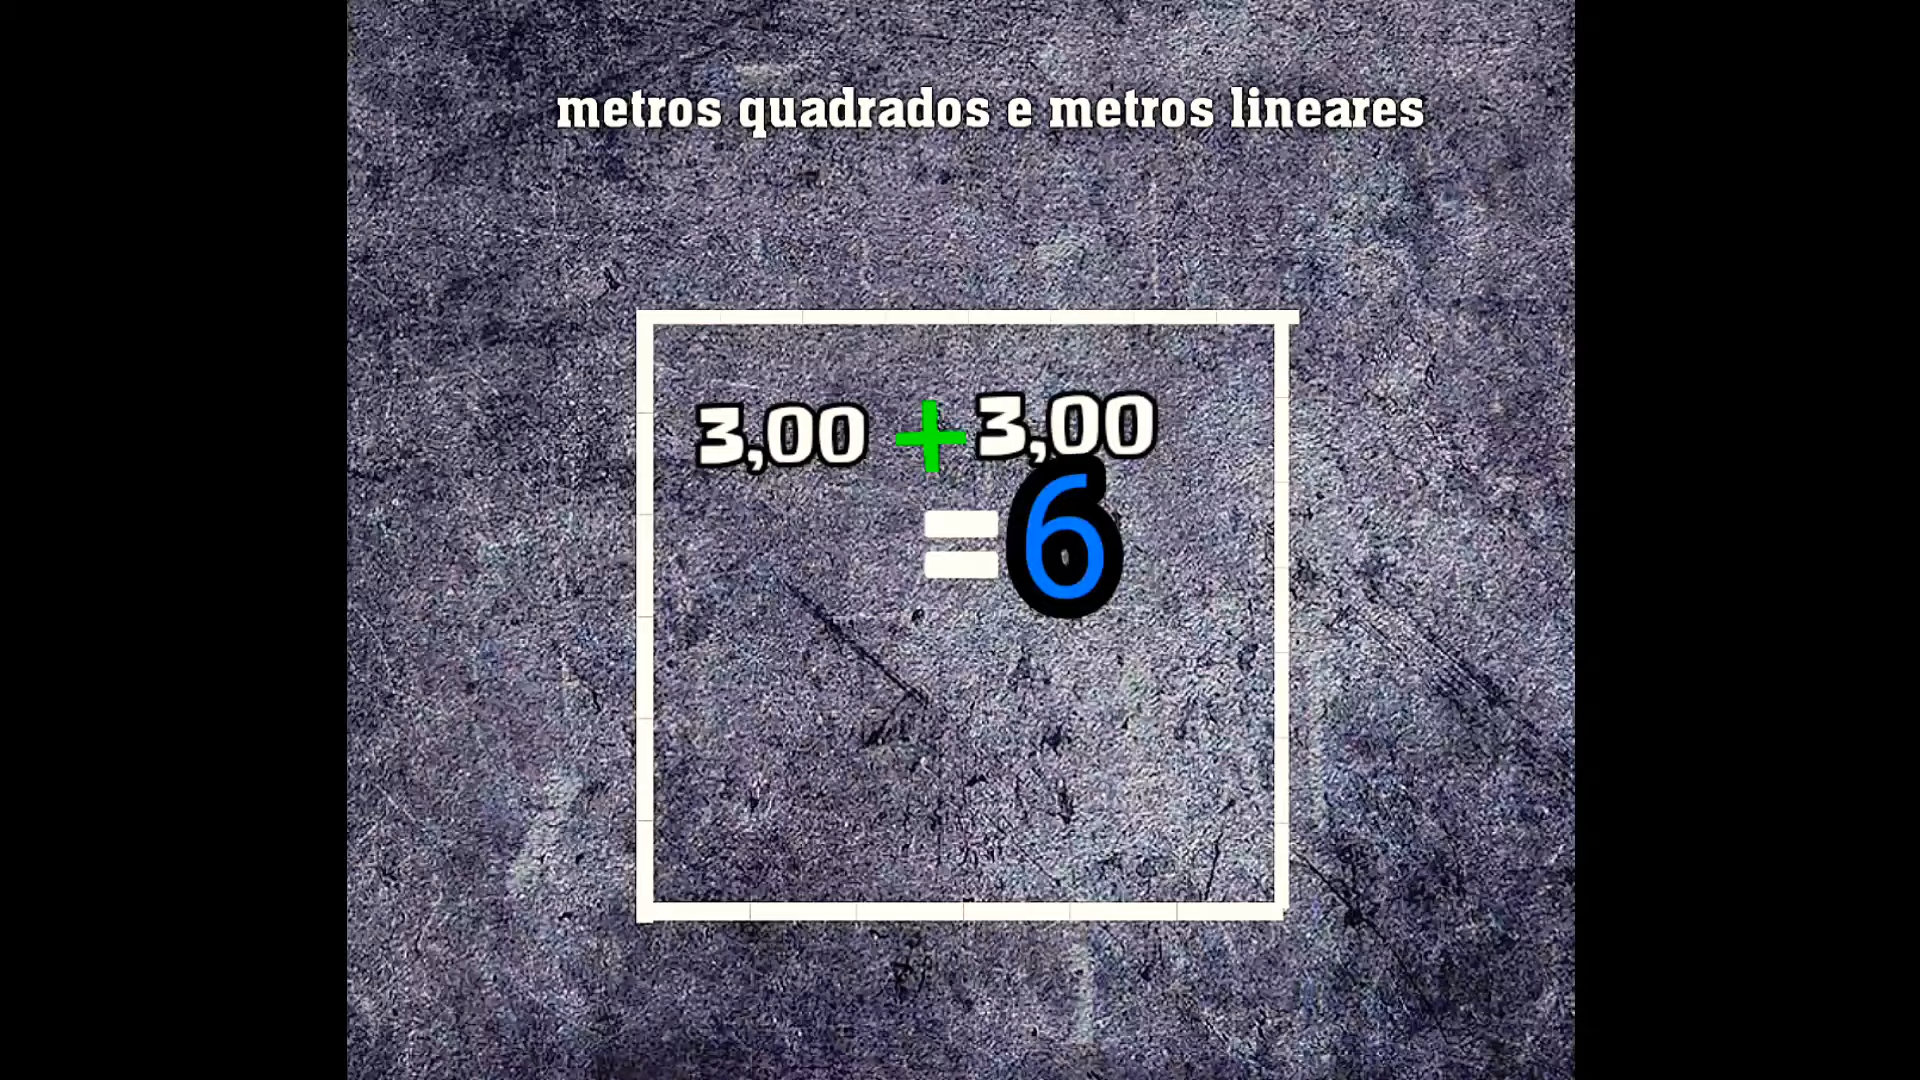 metros quadrados e metros lineares
3,00 + 3,00
= 6